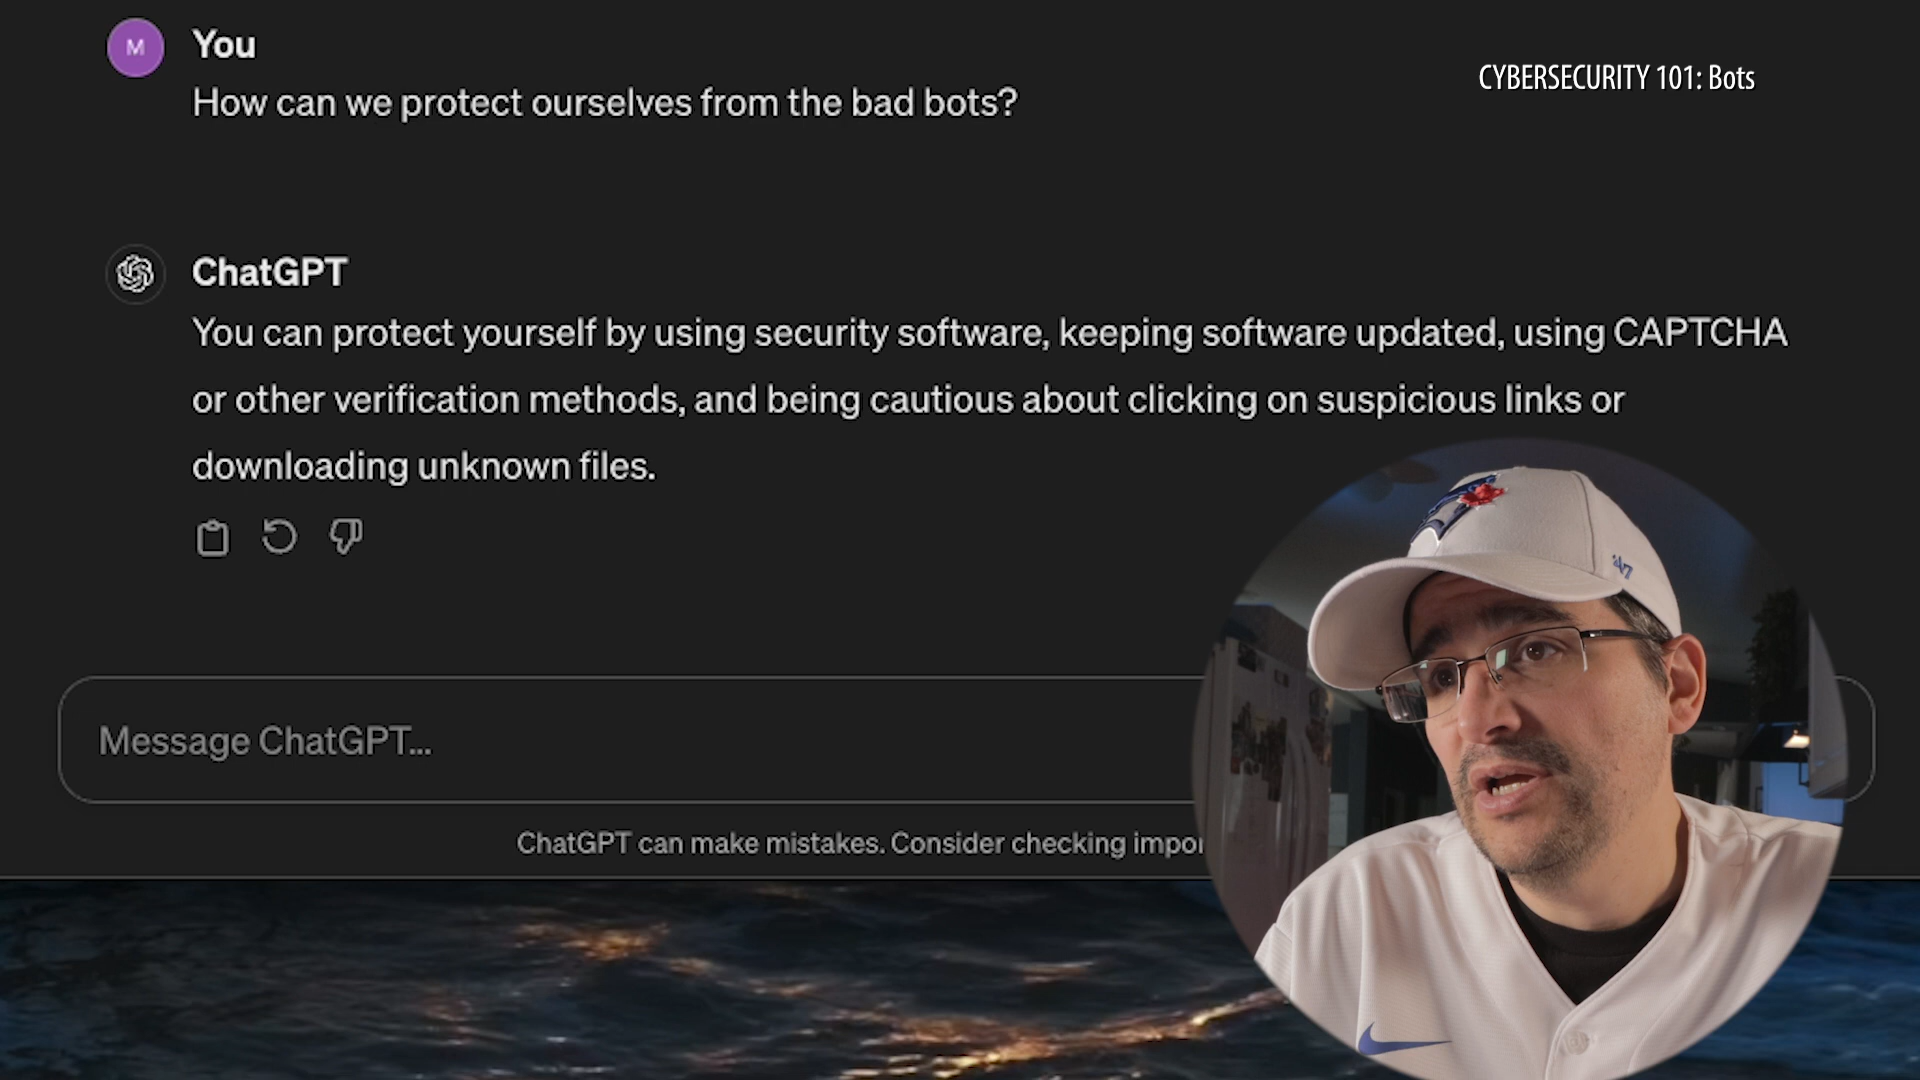 M
You
How can we protect ourselves from the bad bots?
CYBERSECURITY 101: Bots
ChatGPT
You can protect yourself by using security software, keeping software updated, using CAPTCHA
or other verification methods, and being cautious about clicking on suspicious links or
downloading unknown files.
Message ChatGPT...
ChatGPT can make mistakes. Consider checking impor
'47